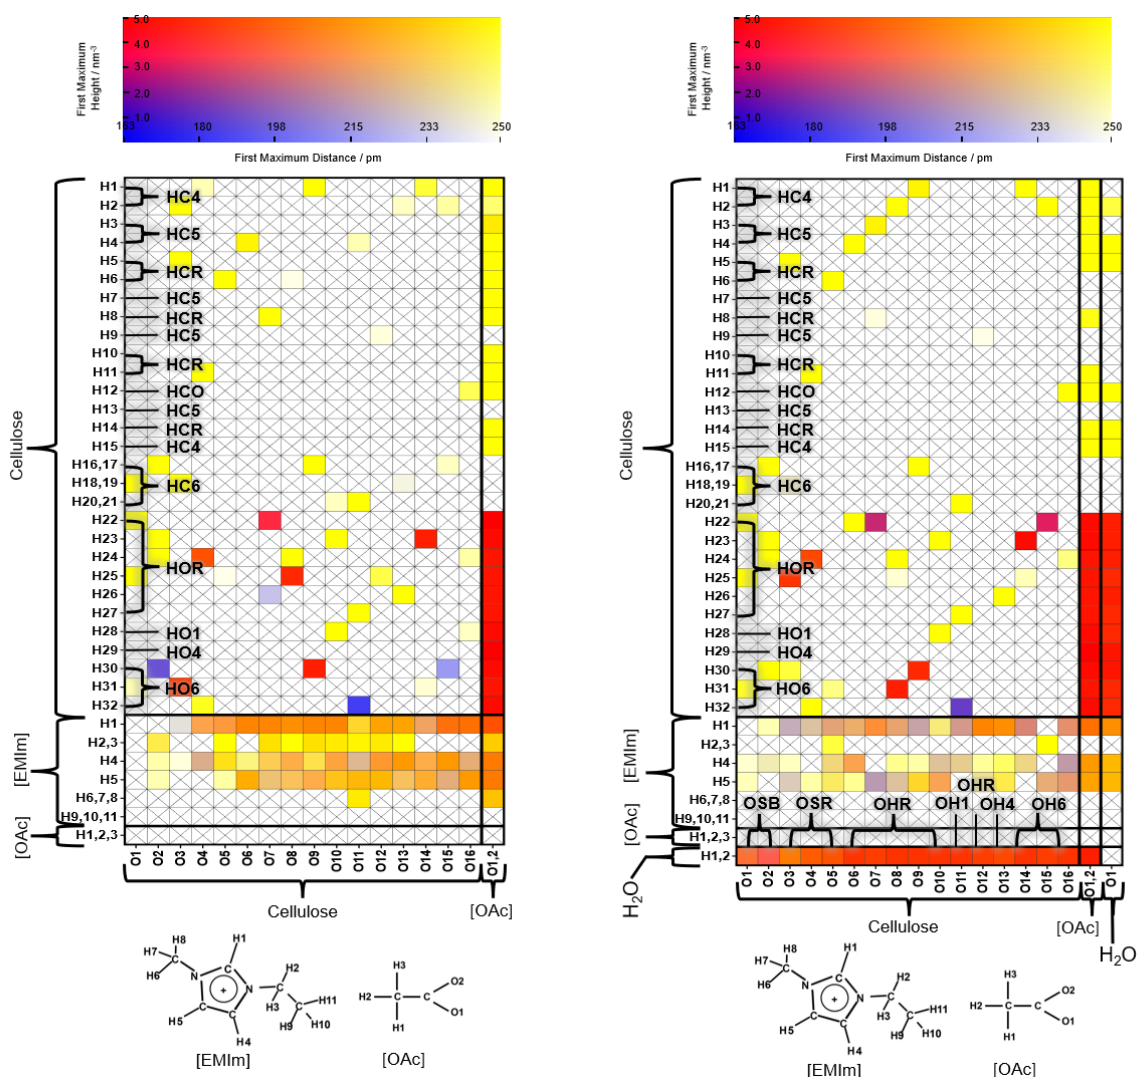 5.0
4.0
3.0
2.0
1.0
First Maximum
Height / nm-3
163 180 198 215 233 250
First Maximum Distance / pm
Cellulose
H1
H2
HC4
H3
H4
HC5
H5
H6
HCR
H7 HC5
H8 HCR
H9 HC5
H10
H11
HCR
H12 HCO
H13 HC5
H14 HCR
H15 HC4
H16,17
H18,19
H20,21
HC6
H22
H23
H24
H25
H26
H27
HOR
H28 HO1
H29 HO4
H30
H31
H32
HO6
[EMIm]
H1
H2,3
H4
H5
H6,7,8
H9,10,11
[OAc]
H1,2,3
O1 O2 O3 O4 O5 O6 O7 O8 O9 O10 O11 O12 O13 O14 O15 O16 O1,2
Cellulose
[OAc]
H8
H7
C
H6
N
H1
C
+
N
H2
C
H3
C
H11
H9
H10
H5
H4
[EMIm]
H3
H2
C
C
O2
O1
H1
[OAc]
5.0
4.0
3.0
2.0
1.0
First Maximum
Height / nm-3
163 180 198 215 233 250
First Maximum Distance / pm
Cellulose
H1
H2
HC4
H3
H4
HC5
H5
H6
HCR
H7 HC5
H8 HCR
H9 HC5
H10
H11
HCR
H12 HCO
H13 HC5
H14 HCR
H15 HC4
H16,17
H18,19
H20,21
HC6
H22
H23
H24
H25
H26
H27
HOR
H28 HO1
H29 HO4
H30
H31
H32
HO6
[EMIm]
H1
H2,3
H4
H5
H6,7,8
H9,10,11
OHR
OSB OSR OHR OH1 OH4 OH6
[OAc]
H1,2,3
H2O
H1,2
O1 O2 O3 O4 O5 O6 O7 O8 O9 O10 O11 O12 O13 O14 O15 O16 O1,2 O1
Cellulose
[OAc]
H2O
H8
H7
C
H6
N
H1
C
+
N
H2
C
H3
C
H11
H9
H10
H5
C
C
H4
[EMIm]
H3
H2
C
C
O2
O1
H1
[OAc]